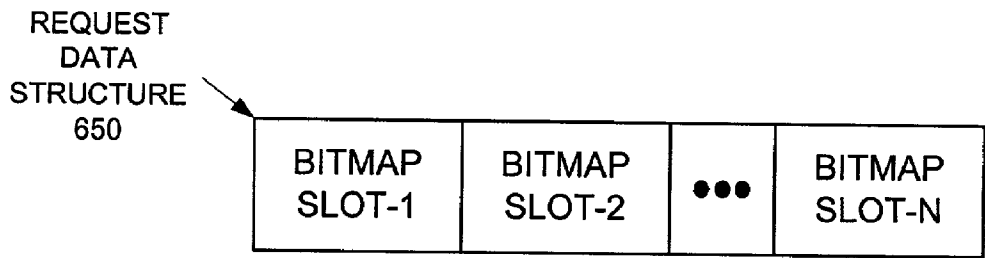 REQUEST
DATA
STRUCTURE
650
BITMAP
SLOT-1
BITMAP
SLOT-2
●●●
BITMAP
SLOT-N